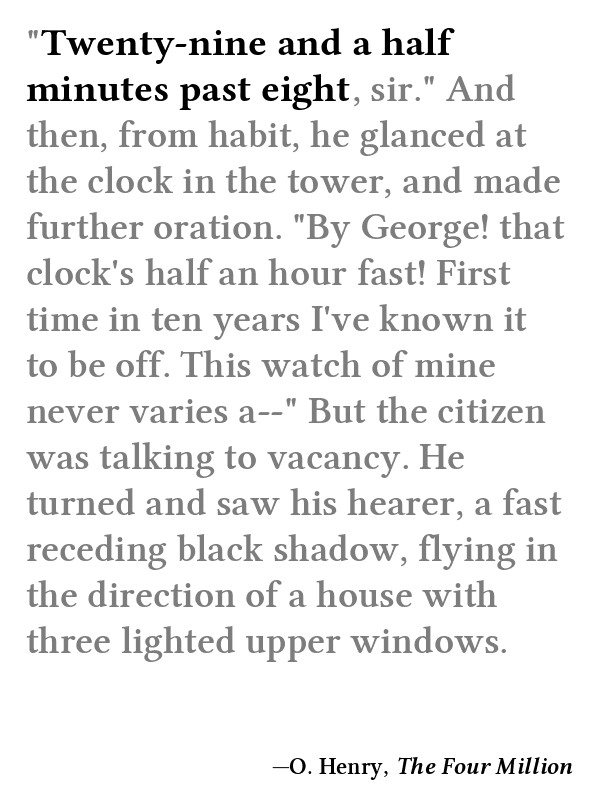 "Twenty-nine and a half
minutes past eight, sir." And
then, from habit, he glanced at
the clock in the tower, and made
further oration. "By George! that
clock's half an hour fast! First
time in ten years I've known it
to be off. This watch of mine
never varies a--" But the citizen
was talking to vacancy. He
turned and saw his hearer, a fast
receding black shadow, flying in
the direction of a house with
three lighted upper windows.
—O. Henry, The Four Million